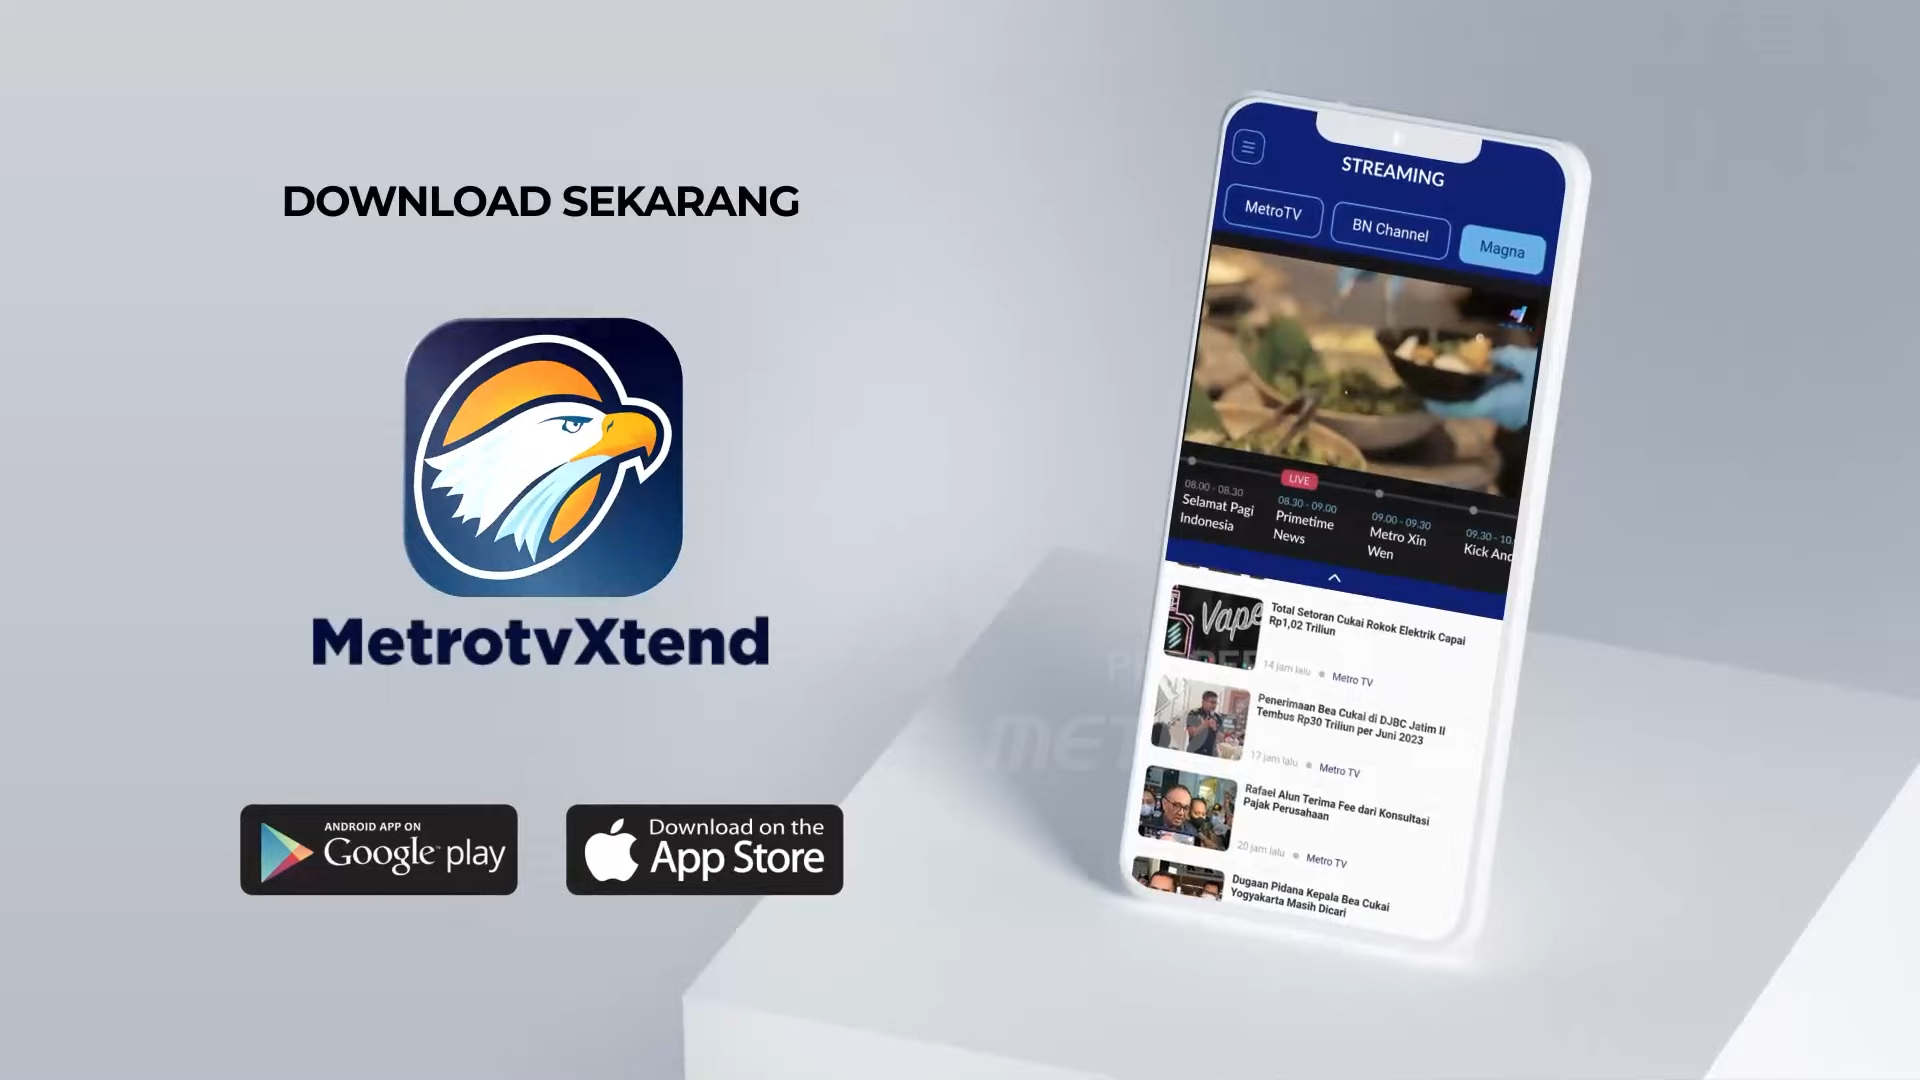 DOWNLOAD SEKARANG
MetrotvXtend
ANDROID APP ON
Google play
Download on the
App Store
STREAMING
MetroTV
BN Channel
Magna
LIVE
08.00 - 08.30
Selamat Pagi
Indonesia
08.30 - 09.00
Primetime
News
09.00 - 09.30
Metro Xin
Wen
09.30 - 10.
Kick And
Vape
Total Setoran Cukai Rokok Elektrik Capai
Rp1,02 Triliun
14 jam lalu Metro TV
Penerimaan Bea Cukai di DJBC Jatim II
Tembus Rp30 Triliun per Juni 2023
17 jam lalu Metro TV
Rafael Alun Terima Fee dari Konsultasi
Pajak Perusahaan
20 jam lalu Metro TV
Dugaan Pidana Kepala Bea Cukai
Yogyakarta Masih Dicari